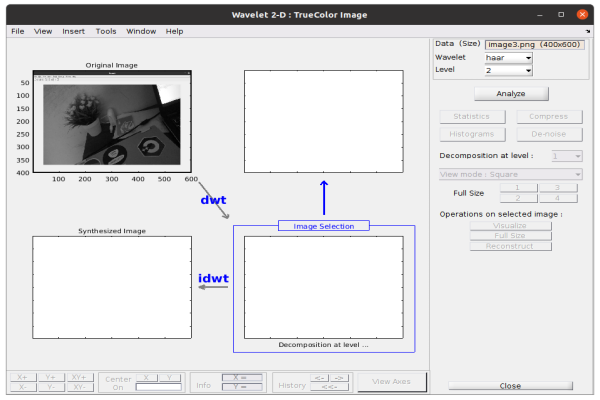 Wavelet 2-D : TrueColor Image
File View Insert Tools Window Help
Data (Size) image3.png (400x600)
Wavelet haar
Level 2
Analyze
Statistics Compress
Histograms De-noise
Decomposition at level : 1
View mode : Square
Full Size 1 3
2 4
Operations on selected image :
Visualize
Full Size
Reconstruct
Original Image
50
100
150
200
250
300
350
400
100 200 300 400 500 600
dwt
Image Selection
Synthesized Image
idwt
Decomposition at level ...
X+ Y+ XY+
X- Y- XY-
Center On X Y
Info X =
Y =
History <- ->
<<-
View Axes
Close